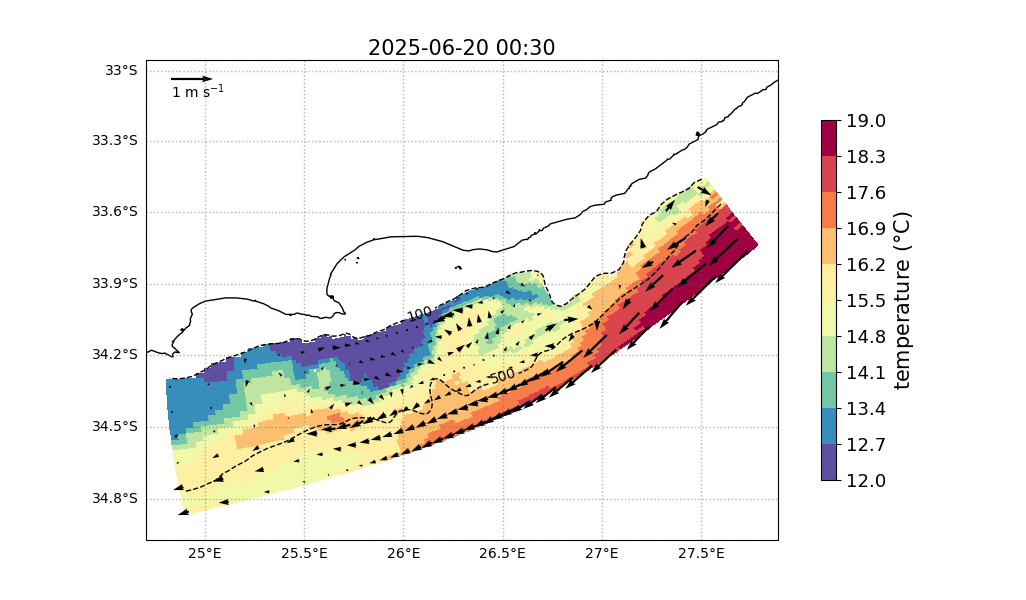 2025-06-20 00:30
1 m s⁻¹
33°S
33.3°S
33.6°S
33.9°S
34.2°S
34.5°S
34.8°S
25°E
25.5°E
26°E
26.5°E
27°E
27.5°E
100
500
19.0
18.3
17.6
16.9
16.2
15.5
14.8
14.1
13.4
12.7
12.0
temperature (°C)